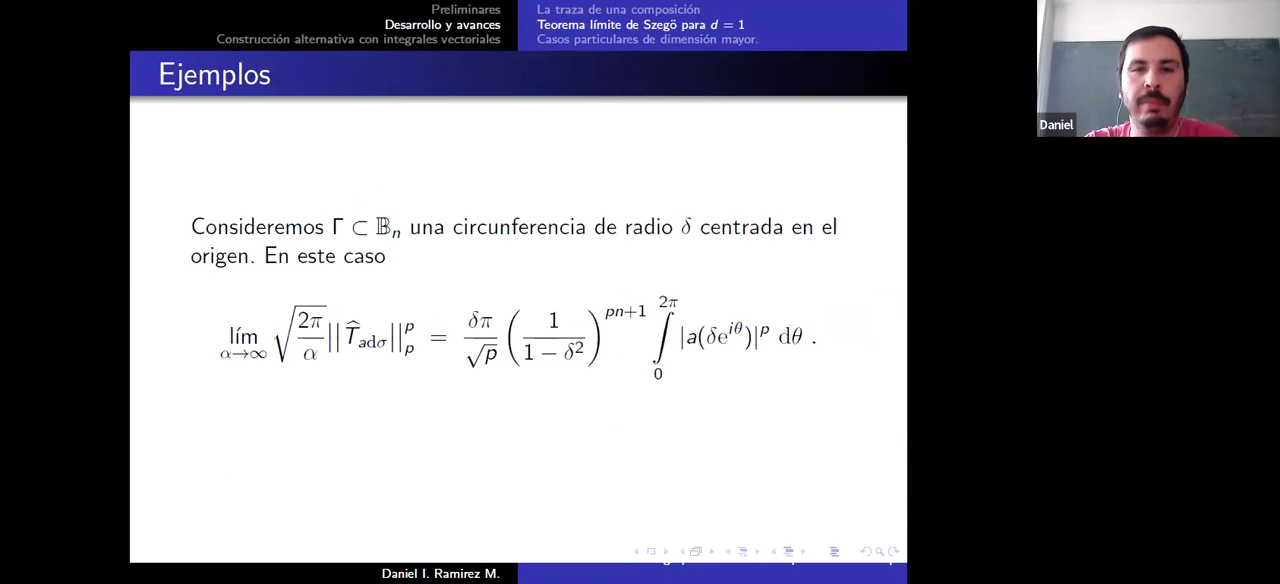 Preliminares
Desarrollo y avances
Construcción alternativa con integrales vectoriales
La traza de una composición
Teorema límite de Szegö para d = 1
Casos particulares de dimensión mayor.
Ejemplos
Daniel
Consideremos Γ ⊂ 𝔹ₙ una circunferencia de radio δ centrada en el
origen. En este caso
lím_{α→∞} √(2π/α) ||T̂_{adσ}||_p^p = (δπ/√p) (1/(1 − δ²))^{pn+1} ∫_0^{2π} |a(δe^{iθ})|^p dθ .
Daniel I. Ramirez M.